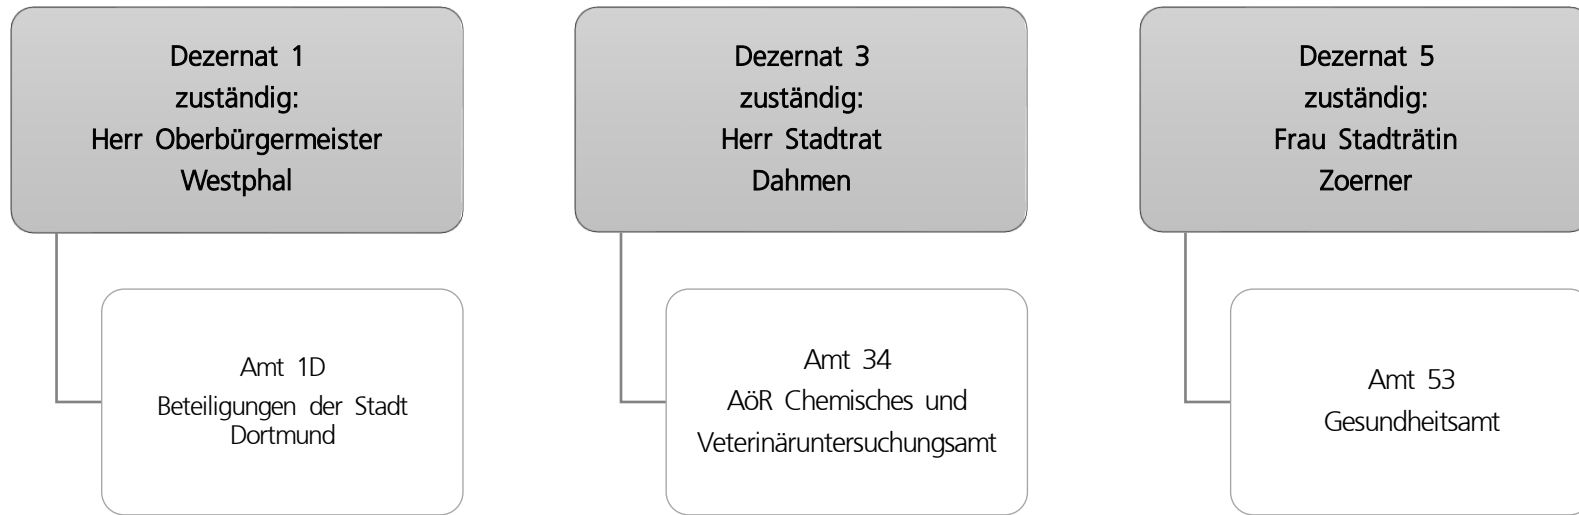 Dezernat 1
zuständig:
Herr Oberbürgermeister
Westphal
Amt 1D
Beteiligungen der Stadt
Dortmund
Dezernat 3
zuständig:
Herr Stadtrat
Dahmen
Amt 34
AöR Chemisches und
Veterinäruntersuchungsamt
Dezernat 5
zuständig:
Frau Stadträtin
Zoerner
Amt 53
Gesundheitsamt